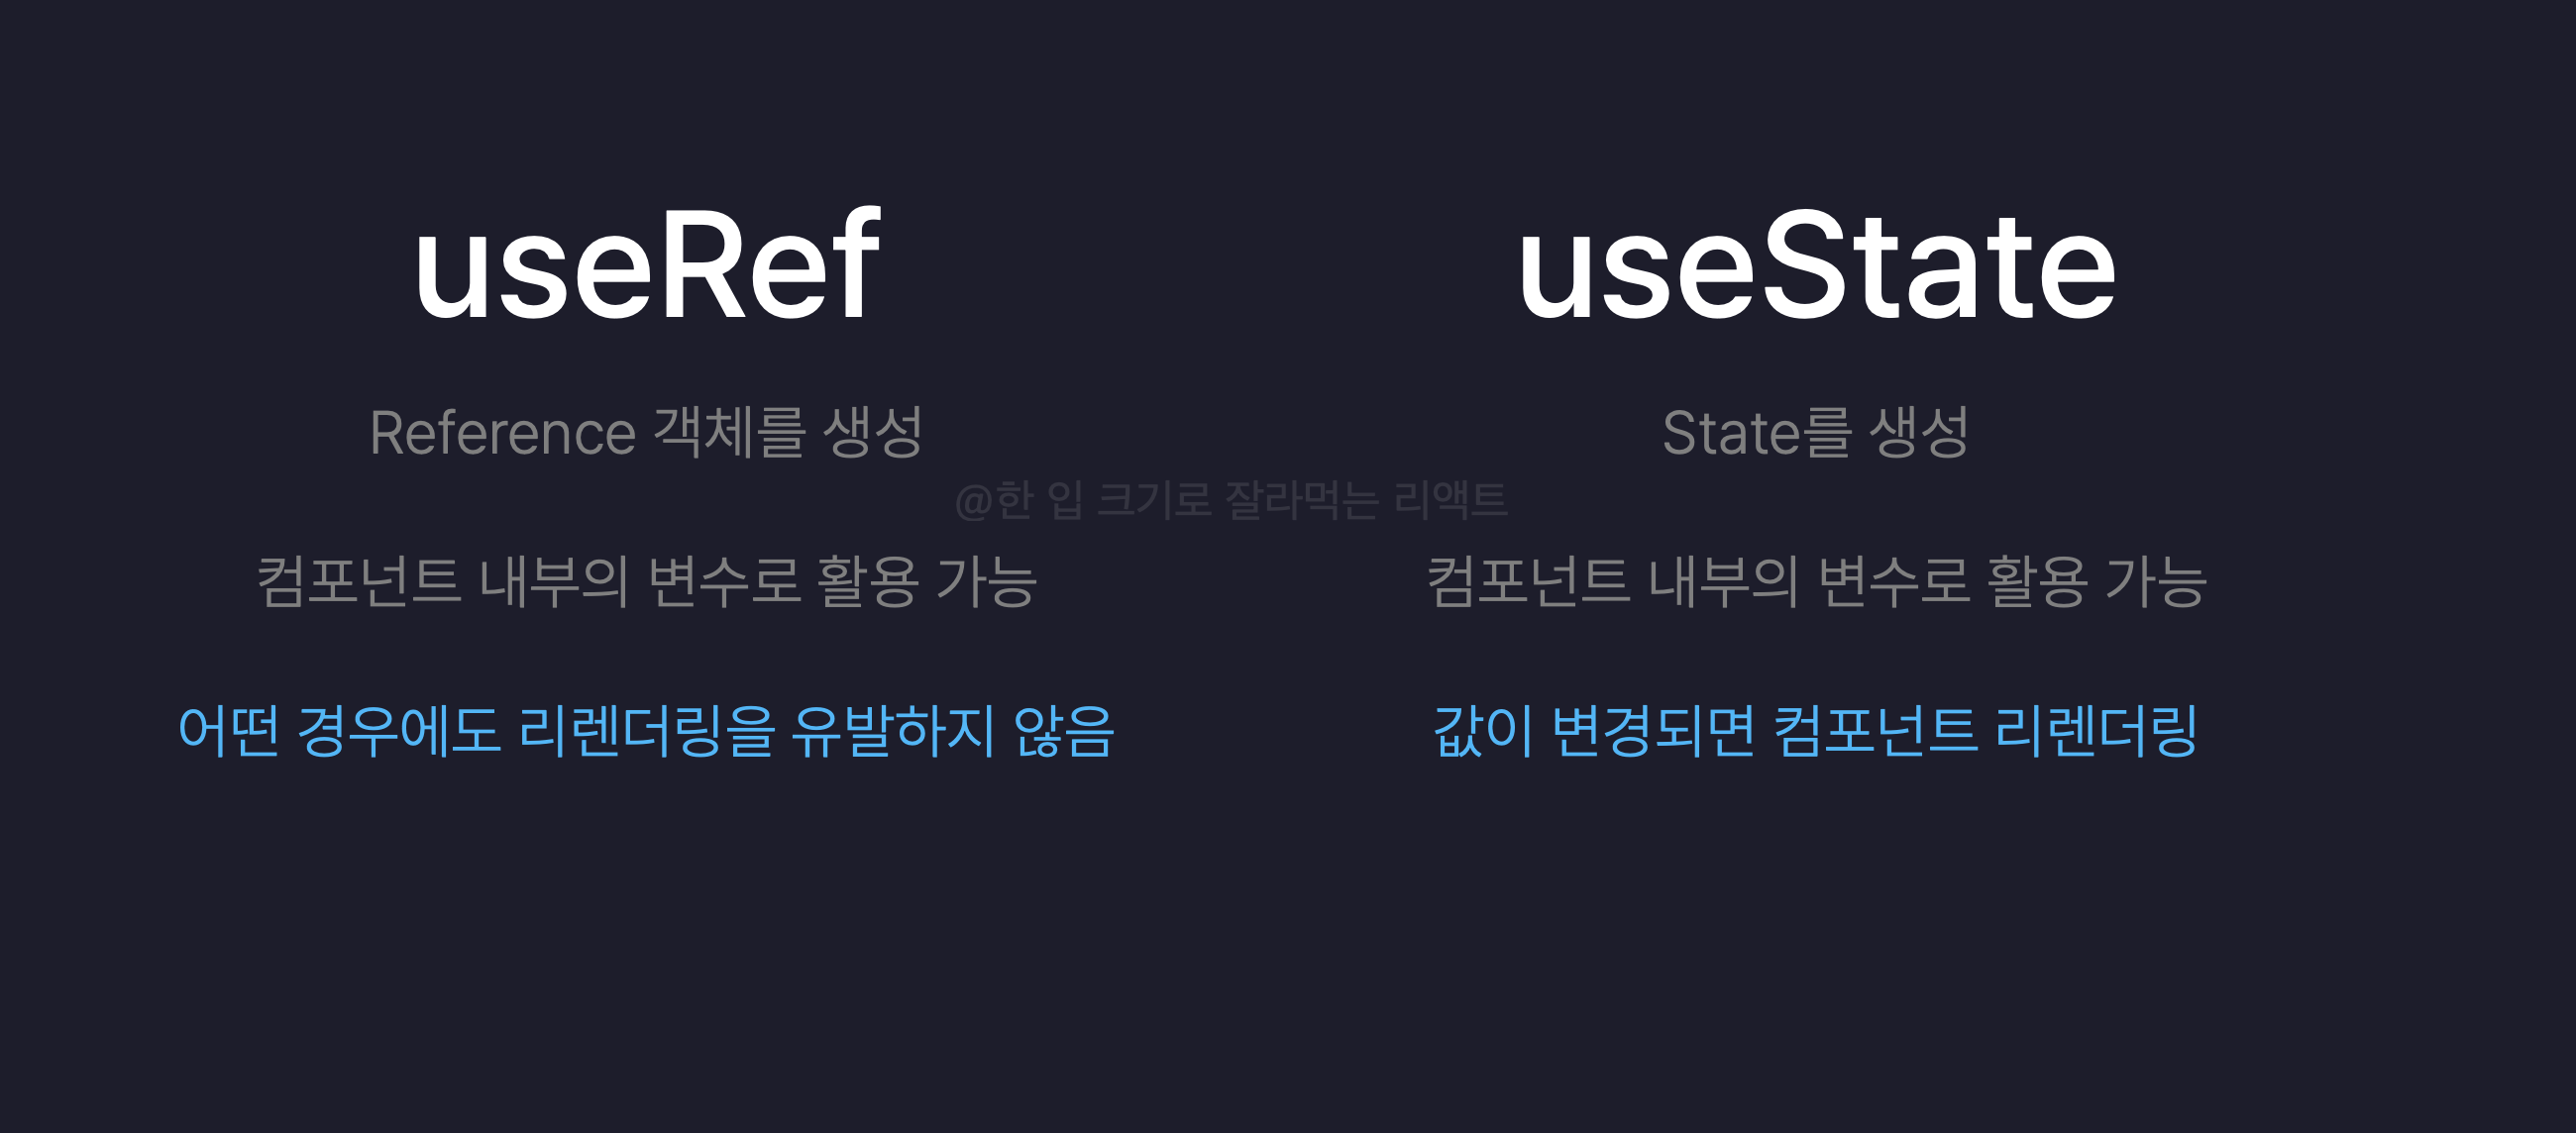 useRef
Reference 객체를 생성
컴포넌트 내부의 변수로 활용 가능
어떤 경우에도 리렌더링을 유발하지 않음
@한 입 크기로 잘라먹는 리액트
useState
State를 생성
컴포넌트 내부의 변수로 활용 가능
값이 변경되면 컴포넌트 리렌더링